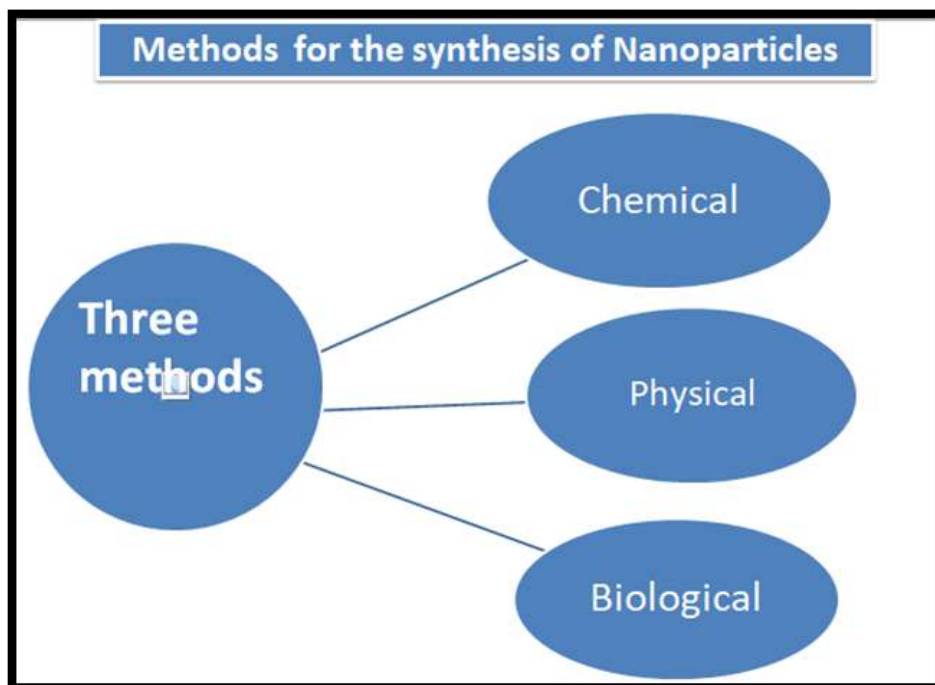 Methods for the synthesis of Nanoparticles
Three
methods
Chemical
Physical
Biological